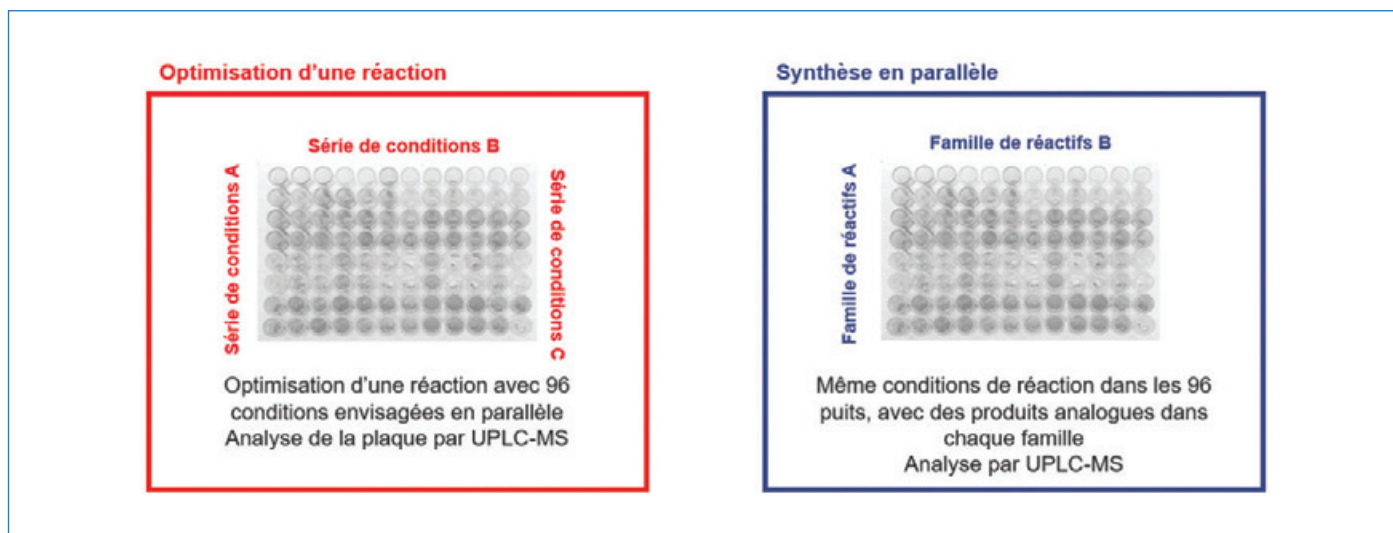 Optimisation d'une réaction
Série de conditions B
Série de conditions A
Série de conditions C
Optimisation d'une réaction avec 96
conditions envisagées en parallèle
Analyse de la plaque par UPLC-MS
Synthèse en parallèle
Famille de réactifs B
Famille de réactifs A
Même conditions de réaction dans les 96
puits, avec des produits analogues dans
chaque famille
Analyse par UPLC-MS